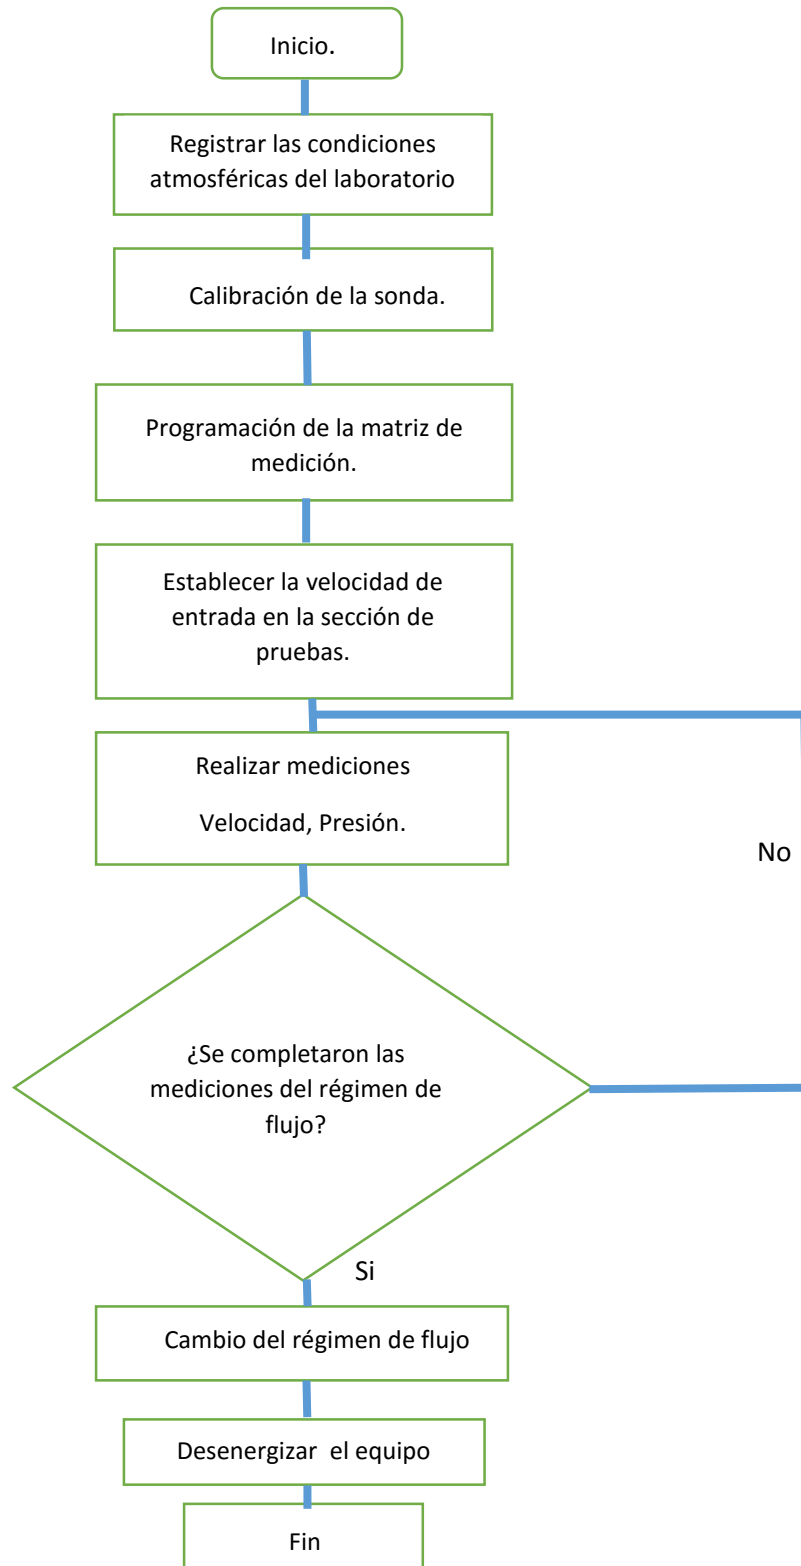 Inicio.
Registrar las condiciones
atmosféricas del laboratorio
Calibración de la sonda.
Programación de la matriz de
medición.
Establecer la velocidad de
entrada en la sección de
pruebas.
Realizar mediciones
Velocidad, Presión.
No
¿Se completaron las
mediciones del régimen de
flujo?
Si
Cambio del régimen de flujo
Desenergizar  el equipo
Fin